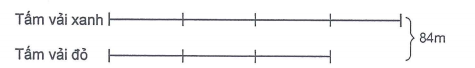 Tấm vải xanh
84m
Tấm vải đỏ